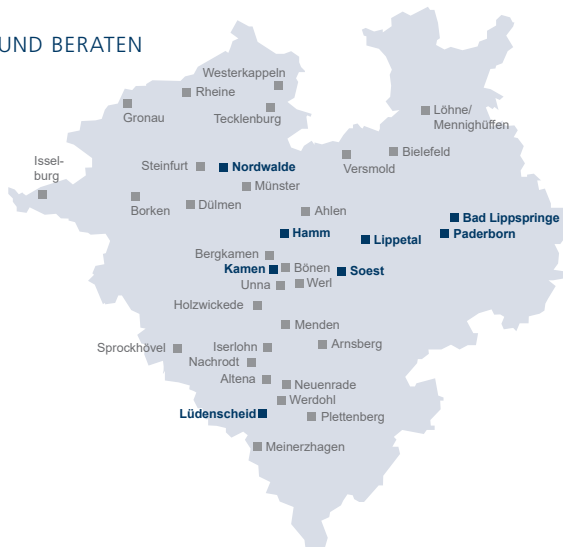 UND BERATEN
Westerkappeln
Rheine
Gronau
Tecklenburg
Löhne/
Mennighüffen
Issel-
burg
Steinfurt
Nordwalde
Versmold
Bielefeld
Münster
Borken
Dülmen
Ahlen
Bad Lippspringe
Hamm
Lippetal
Paderborn
Bergkamen
Kamen
Bönen
Soest
Unna
Werl
Holzwickede
Menden
Sprockhövel
Iserlohn
Arnsberg
Nachrodt
Altena
Neuenrade
Werdohl
Lüdenscheid
Plettenberg
Meinerzhagen